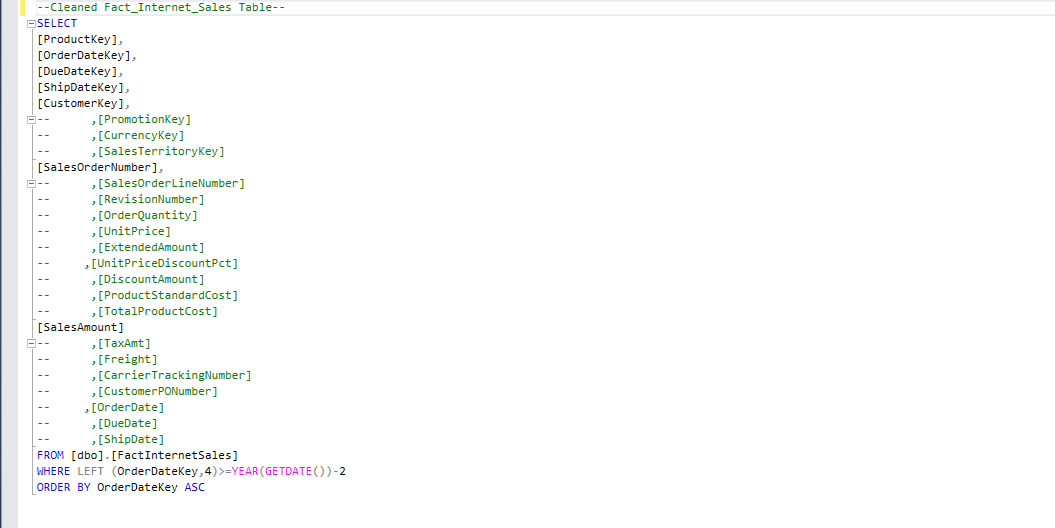 --Cleaned Fact_Internet_Sales Table--
SELECT
[ProductKey],
[OrderDateKey],
[DueDateKey],
[ShipDateKey],
[CustomerKey],
--      ,[PromotionKey]
--      ,[CurrencyKey]
--      ,[SalesTerritoryKey]
[SalesOrderNumber],
--      ,[SalesOrderLineNumber]
--      ,[RevisionNumber]
--      ,[OrderQuantity]
--      ,[UnitPrice]
--      ,[ExtendedAmount]
--     ,[UnitPriceDiscountPct]
--      ,[DiscountAmount]
--      ,[ProductStandardCost]
--      ,[TotalProductCost]
[SalesAmount]
--      ,[TaxAmt]
--      ,[Freight]
--      ,[CarrierTrackingNumber]
--      ,[CustomerPONumber]
--     ,[OrderDate]
--      ,[DueDate]
--      ,[ShipDate]
FROM [dbo].[FactInternetSales]
WHERE LEFT (OrderDateKey,4)>=YEAR(GETDATE())-2
ORDER BY OrderDateKey ASC